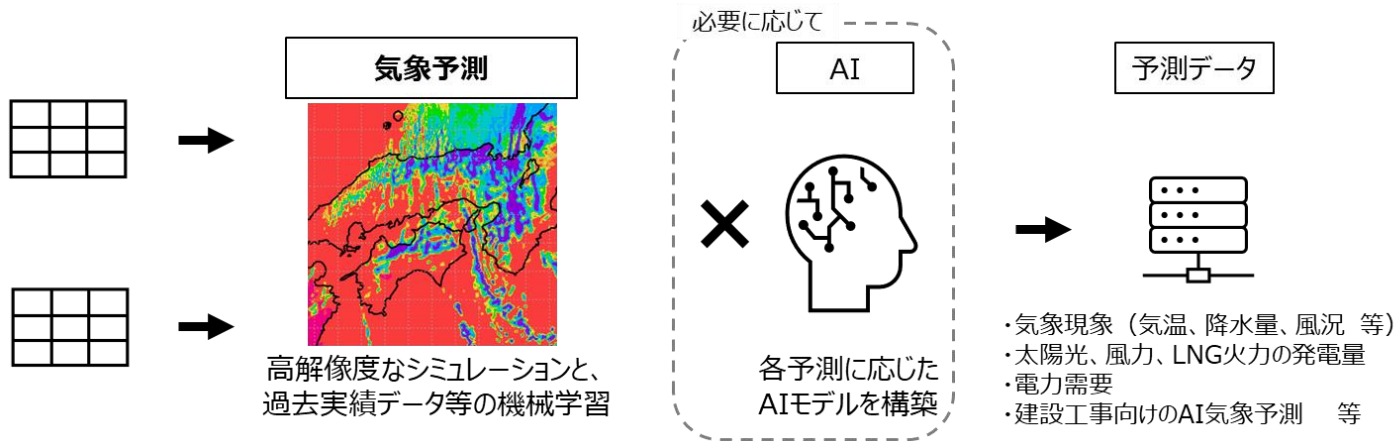 必要に応じて
気象予測
AI
予測データ
高解像度なシミュレーションと、
過去実績データ等の機械学習
各予測に応じた
AIモデルを構築
・気象現象（気温、降水量、風況 等）
・太陽光、風力、LNG火力の発電量
・電力需要
・建設工事向けのAI気象予測　等